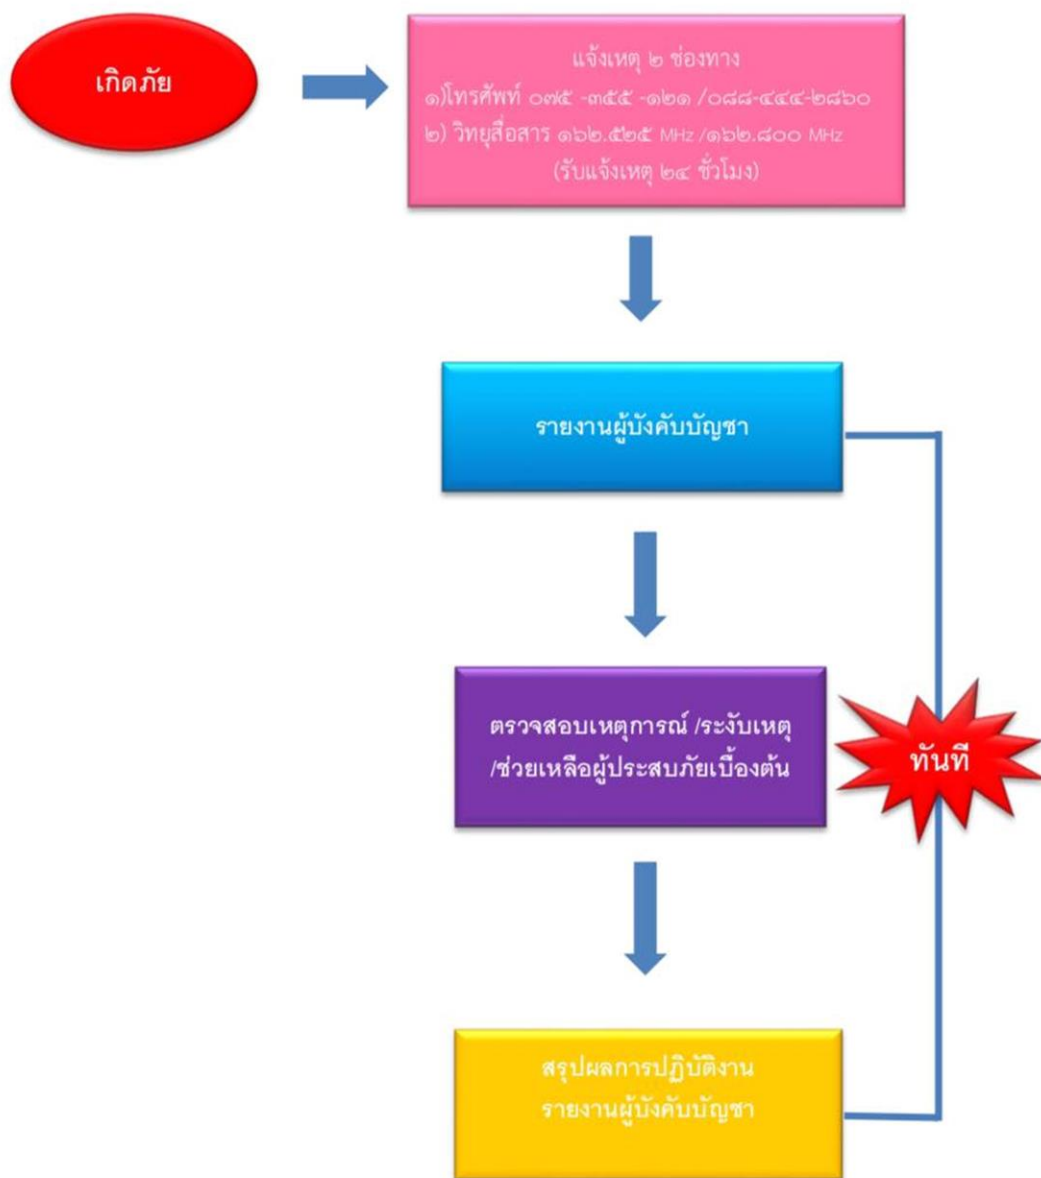 เกิดภัย
แจ้งเหตุ ๒ ช่องทาง
๑)โทรศัพท์ ๐๗๕ -๓๕๕ -๑๒๑ /๐๘๘-๔๔๔-๒๘๖๐
๒) วิทยุสื่อสาร ๑๖๒.๕๒๕ MHz /๑๖๒.๘๐๐ MHz
(รับแจ้งเหตุ ๒๔ ชั่วโมง)
รายงานผู้บังคับบัญชา
ตรวจสอบเหตุการณ์ /ระงับเหตุ
/ช่วยเหลือผู้ประสบภัยเบื้องต้น
ทันที
สรุปผลการปฏิบัติงาน
รายงานผู้บังคับบัญชา